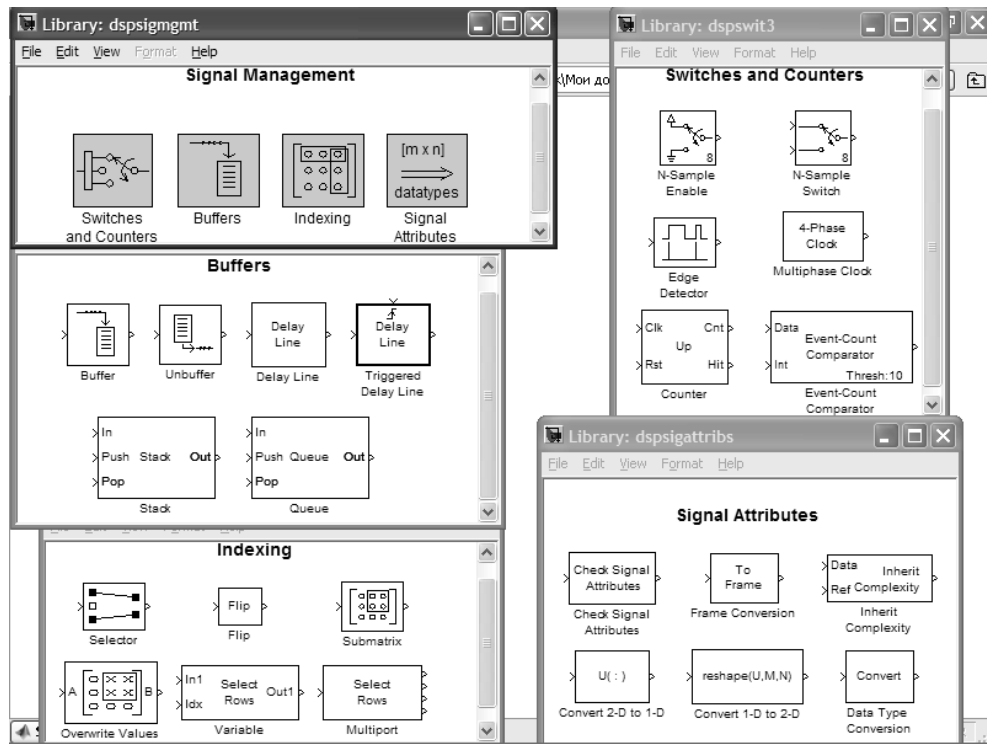 Library: dspsigmgmt
File Edit View Format Help
Signal Management
[m x n]
datatypes
Switches and Counters
Buffers
Indexing
Signal Attributes
Buffers
Delay Line
Delay Line
Buffer
Unbuffer
Delay Line
Triggered Delay Line
In
Push Stack Out
Pop
Stack
In
Push Queue Out
Pop
Queue
Indexing
Flip
Selector
Flip
Submatrix
A
B
In1
Idx
Select Rows
Out1
Select Rows
Overwrite Values
Variable
Multiport
\Мои до
Library: dspswit3
File Edit View Format Help
Switches and Counters
8
8
N-Sample Enable
N-Sample Switch
4-Phase Clock
Edge Detector
Multiphase Clock
Clk Cnt
Up
Rst Hit
Counter
Data
Int
Event-Count Comparator
Thresh:10
Event-Count Comparator
Library: dspsigattribs
File Edit View Format Help
Signal Attributes
Check Signal Attributes
To Frame
Data Inherit
Ref Complexity
Check Signal Attributes
Frame Conversion
Inherit Complexity
U( : )
reshape(U,M,N)
Convert
Convert 2-D to 1-D
Convert 1-D to 2-D
Data Type Conversion